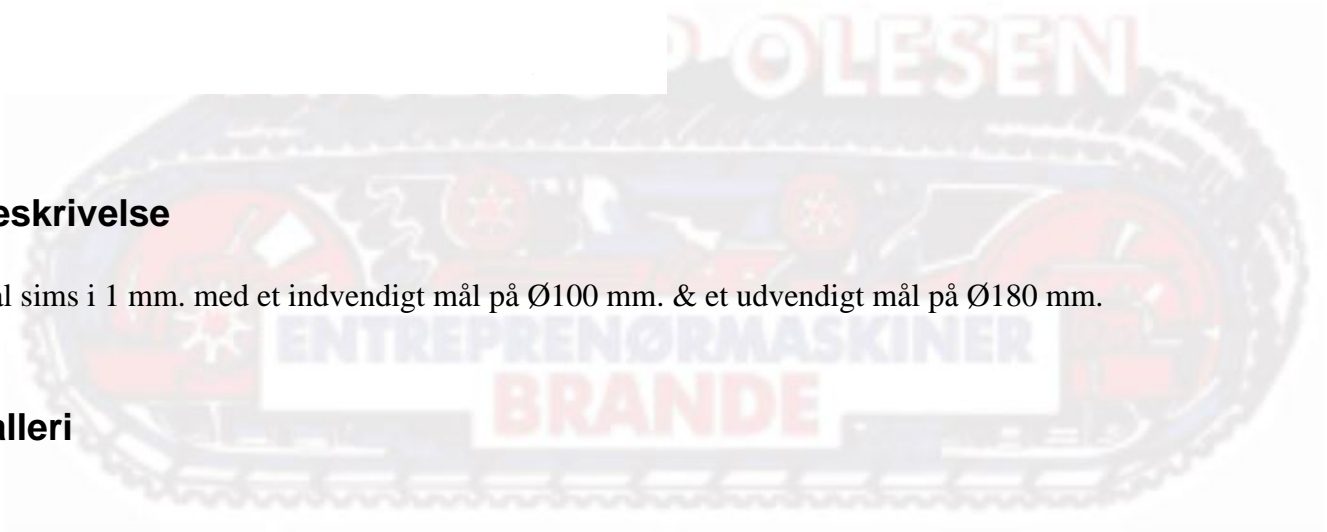 OLESEN
eskrivelse
al sims i 1 mm. med et indvendigt mål på Ø100 mm. & et udvendigt mål på Ø180 mm.
ENTREPRENØRMASKINER
BRANDE
alleri